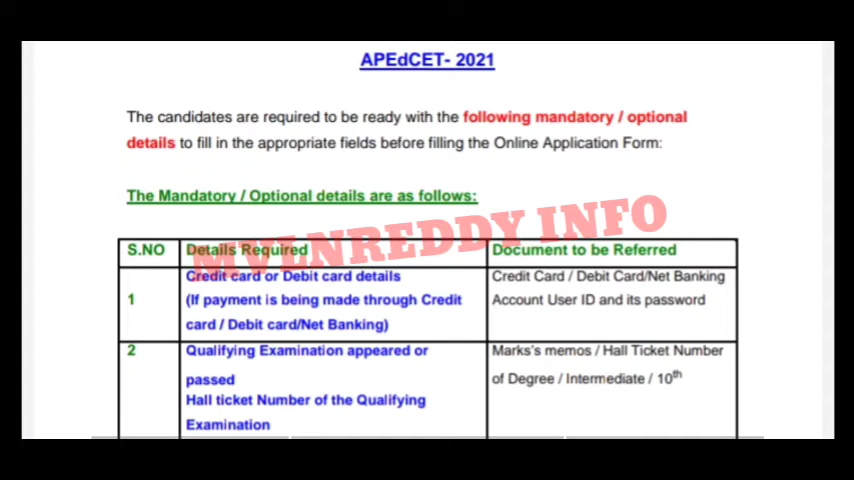 APEdCET- 2021
The candidates are required to be ready with the following mandatory / optional
details to fill in the appropriate fields before filling the Online Application Form:
The Mandatory / Optional details are as follows:
MVLNREDDY INFO
S.NO Details Required Document to be Referred
1
Credit card or Debit card details
(If payment is being made through Credit
card / Debit card/Net Banking)
Credit Card / Debit Card/Net Banking
Account User ID and its password
2
Qualifying Examination appeared or
passed
Hall ticket Number of the Qualifying
Examination
Marks's memos / Hall Ticket Number
of Degree / Intermediate / 10th